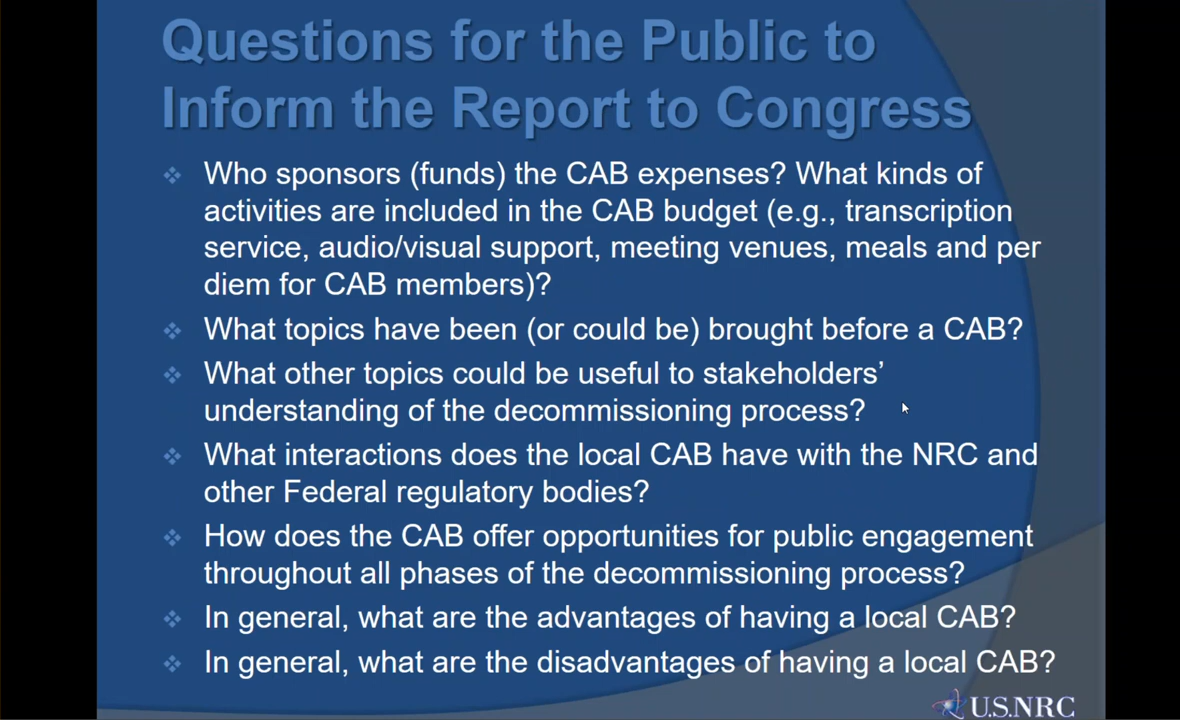 Questions for the Public to
Inform the Report to Congress
Who sponsors (funds) the CAB expenses? What kinds of
activities are included in the CAB budget (e.g., transcription
service, audio/visual support, meeting venues, meals and per
diem for CAB members)?
What topics have been (or could be) brought before a CAB?
What other topics could be useful to stakeholders’
understanding of the decommissioning process?
What interactions does the local CAB have with the NRC and
other Federal regulatory bodies?
How does the CAB offer opportunities for public engagement
throughout all phases of the decommissioning process?
In general, what are the advantages of having a local CAB?
In general, what are the disadvantages of having a local CAB?
U.S.NRC